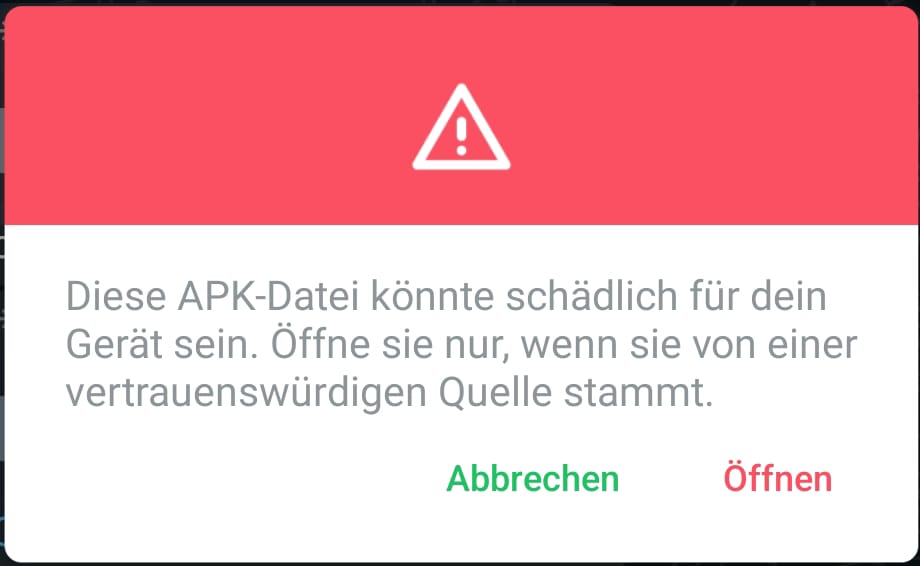 Diese APK-Datei könnte schädlich für dein
Gerät sein. Öffne sie nur, wenn sie von einer
vertrauenswürdigen Quelle stammt.
Abbrechen Öffnen